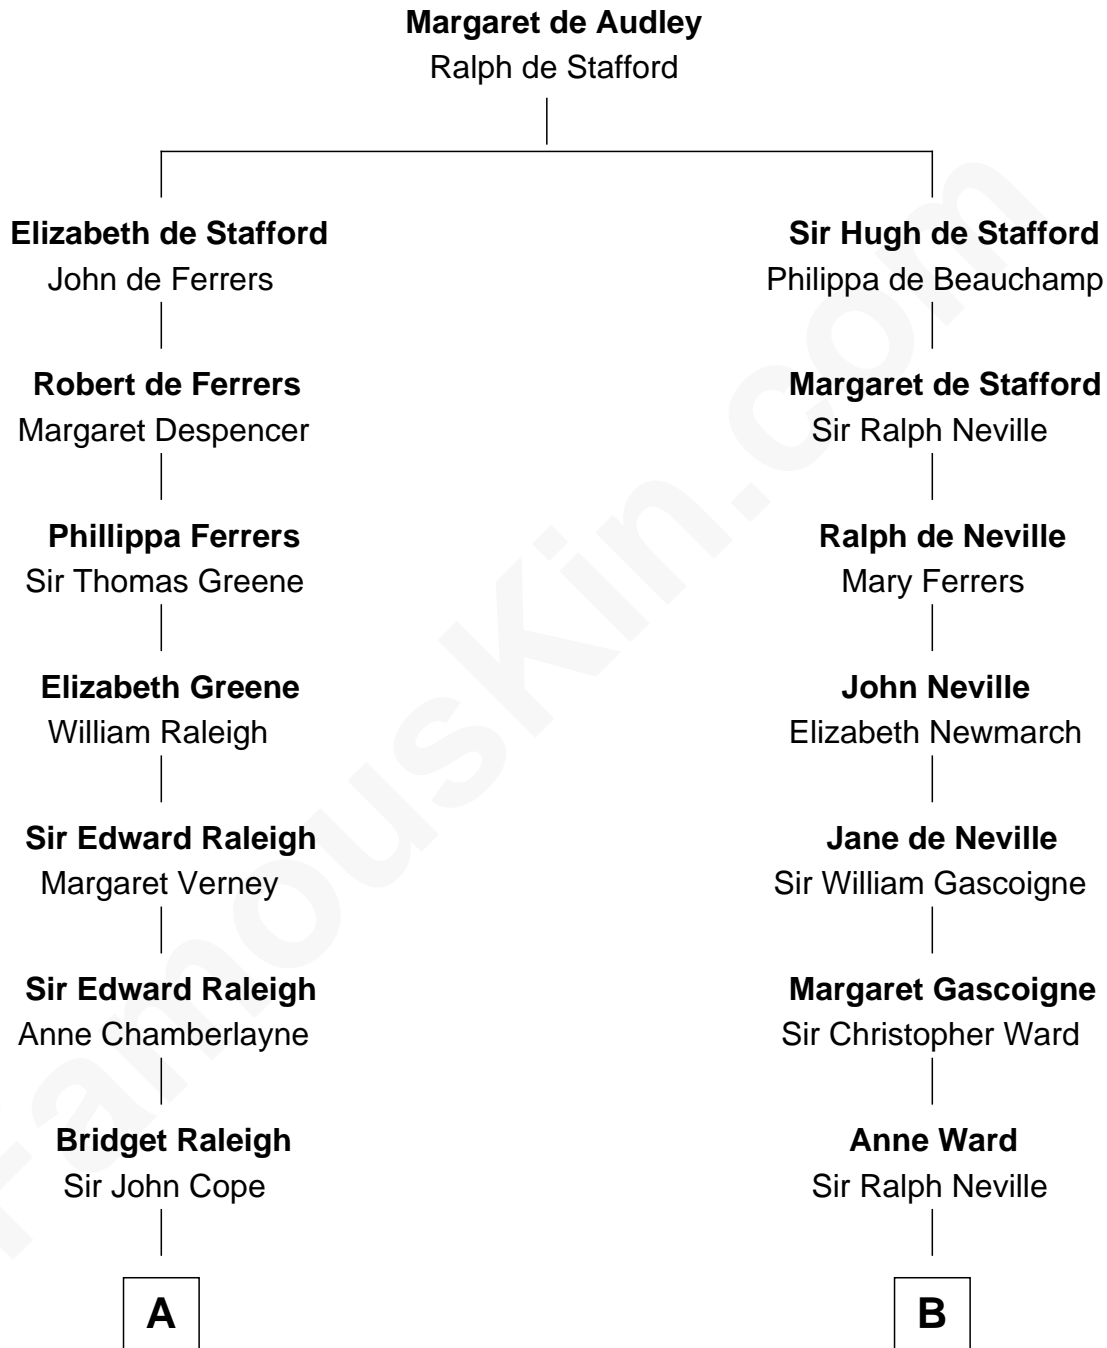 Margaret de Audley
Ralph de Stafford
Elizabeth de Stafford
John de Ferrers
Sir Hugh de Stafford
Philippa de Beauchamp
Robert de Ferrers
Margaret Despencer
Margaret de Stafford
Sir Ralph Neville
Phillippa Ferrers
Sir Thomas Greene
Ralph de Neville
Mary Ferrers
Elizabeth Greene
William Raleigh
John Neville
Elizabeth Newmarch
Sir Edward Raleigh
Margaret Verney
Jane de Neville
Sir William Gascoigne
Sir Edward Raleigh
Anne Chamberlayne
Margaret Gascoigne
Sir Christopher Ward
Bridget Raleigh
Sir John Cope
Anne Ward
Sir Ralph Neville
A
B
FamousKin.com